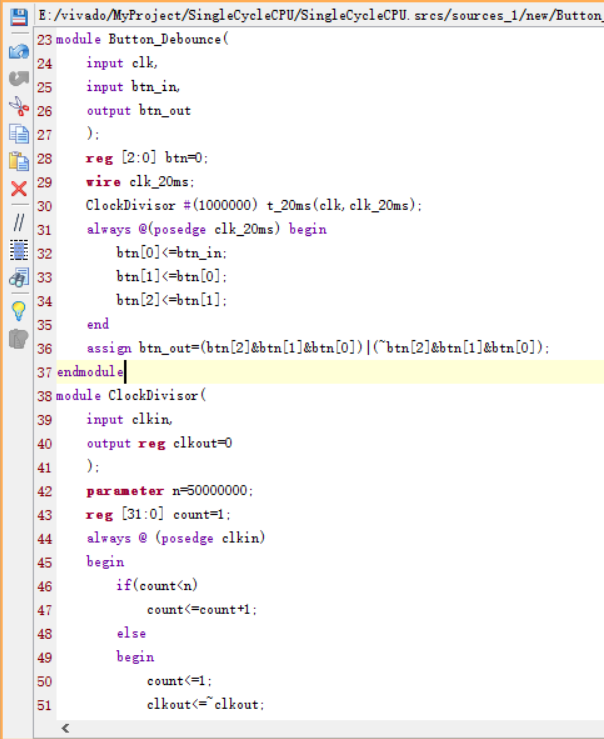 E:/vivado/MyProject/SingleCycleCPU/SingleCycleCPU.srcs/sources_1/new/Button_
23 module Button_Debounce(
24     input clk,
25     input btn_in,
26     output btn_out
27     );
28     reg [2:0] btn=0;
29     wire clk_20ms;
30     ClockDivisor #(1000000) t_20ms(clk,clk_20ms);
31     always @(posedge clk_20ms) begin
32         btn[0]<=btn_in;
33         btn[1]<=btn[0];
34         btn[2]<=btn[1];
35     end
36     assign btn_out=(btn[2]&btn[1]&btn[0])|(~btn[2]&btn[1]&btn[0]);
37 endmodule
38 module ClockDivisor(
39     input clkin,
40     output reg clkout=0
41     );
42     parameter n=50000000;
43     reg [31:0] count=1;
44     always @ (posedge clkin)
45     begin
46         if(count<n)
47             count<=count+1;
48         else
49         begin
50             count<=1;
51             clkout<=~clkout;